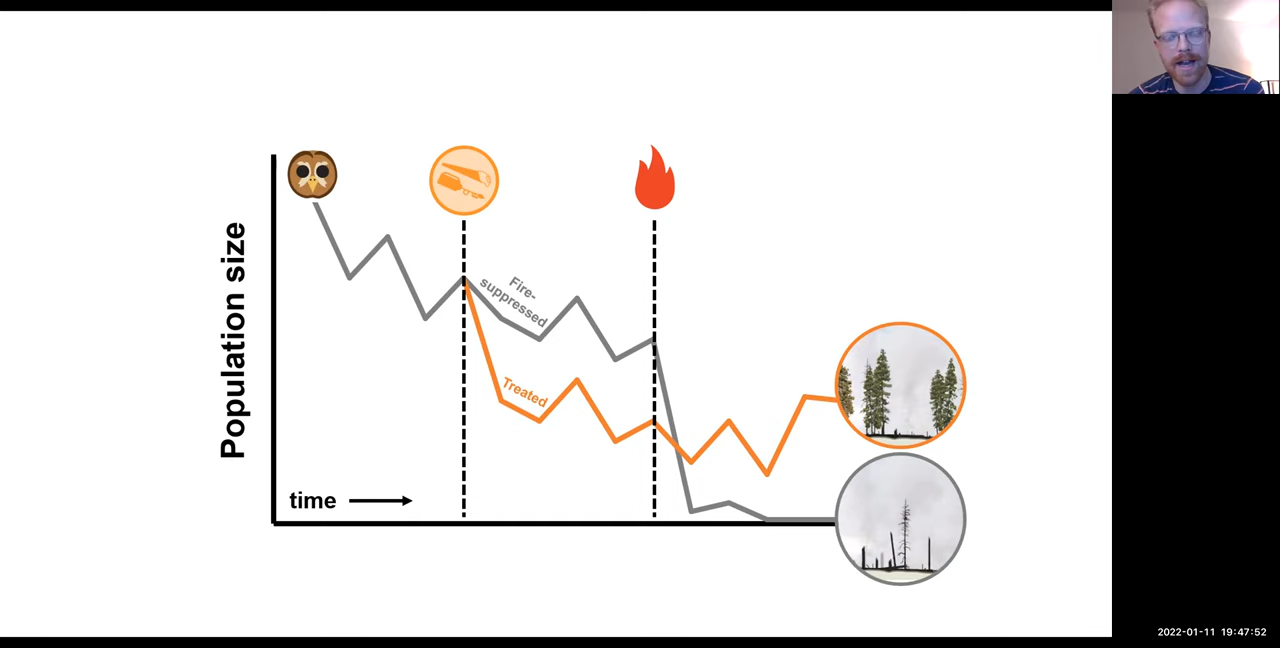 Population size
Fire-
suppressed
Treated
time
2022-01-11 19:47:52